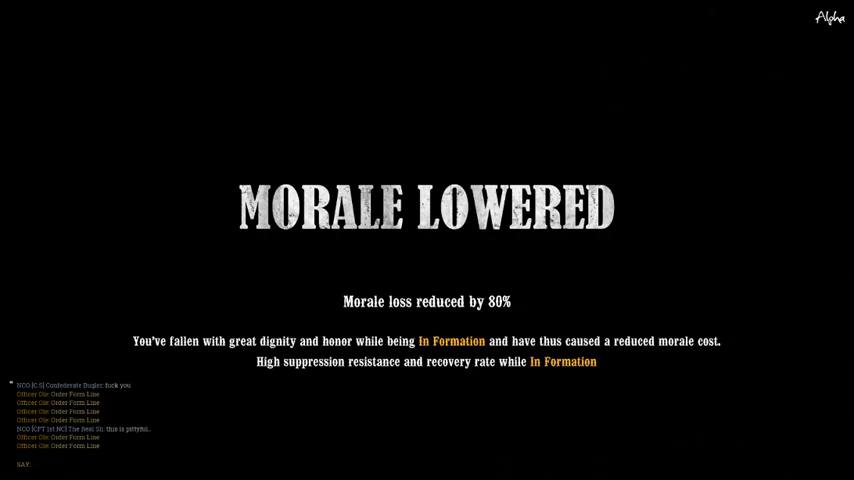 Alpha
MORALE LOWERED
Morale loss reduced by 80%
You've fallen with great dignity and honor while being In Formation and have thus caused a reduced morale cost.
High suppression resistance and recovery rate while In Formation
NCO [C.S] Confederate Bugler: fuck you
Officer Ole: Order Form Line
Officer Ole: Order Form Line
Officer Ole: Order Form Line
Officer Ole: Order Form Line
NCO [CPT 1st NC] The Real Sli: this is pittyful..
Officer Ole: Order Form Line
Officer Ole: Order Form Line
SAY: